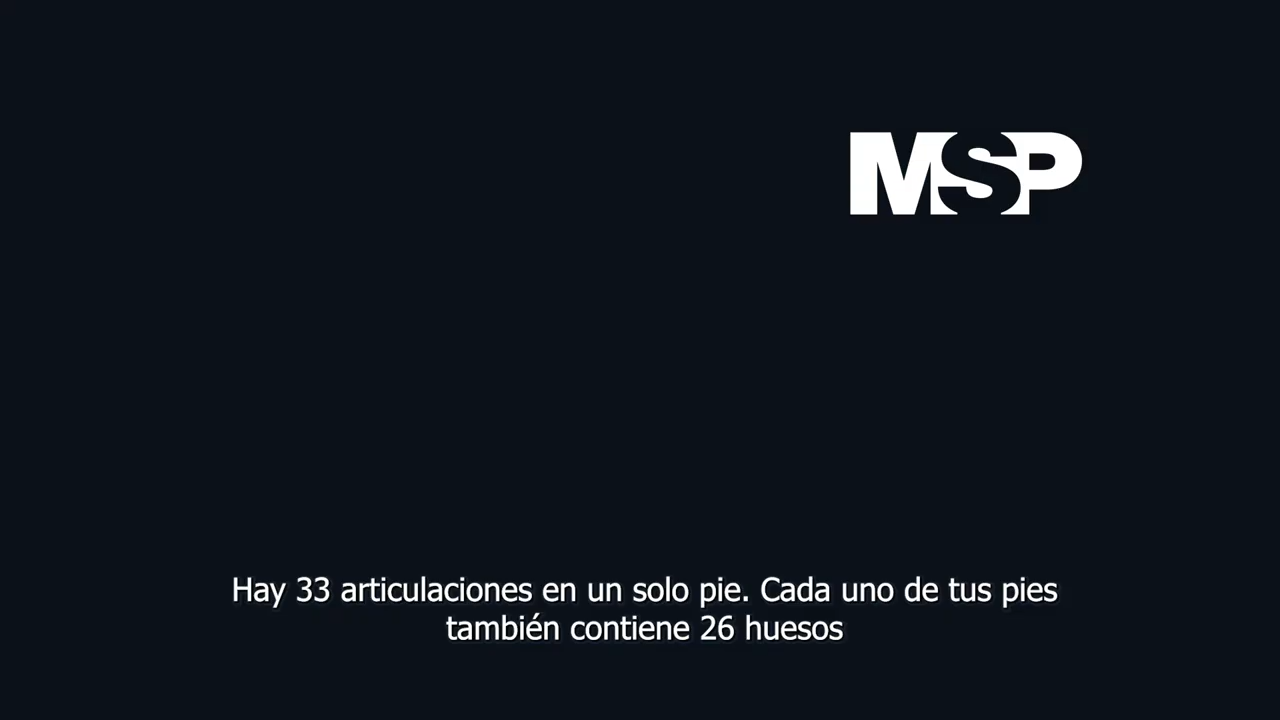 MSP
Hay 33 articulaciones en un solo pie. Cada uno de tus pies
también contiene 26 huesos